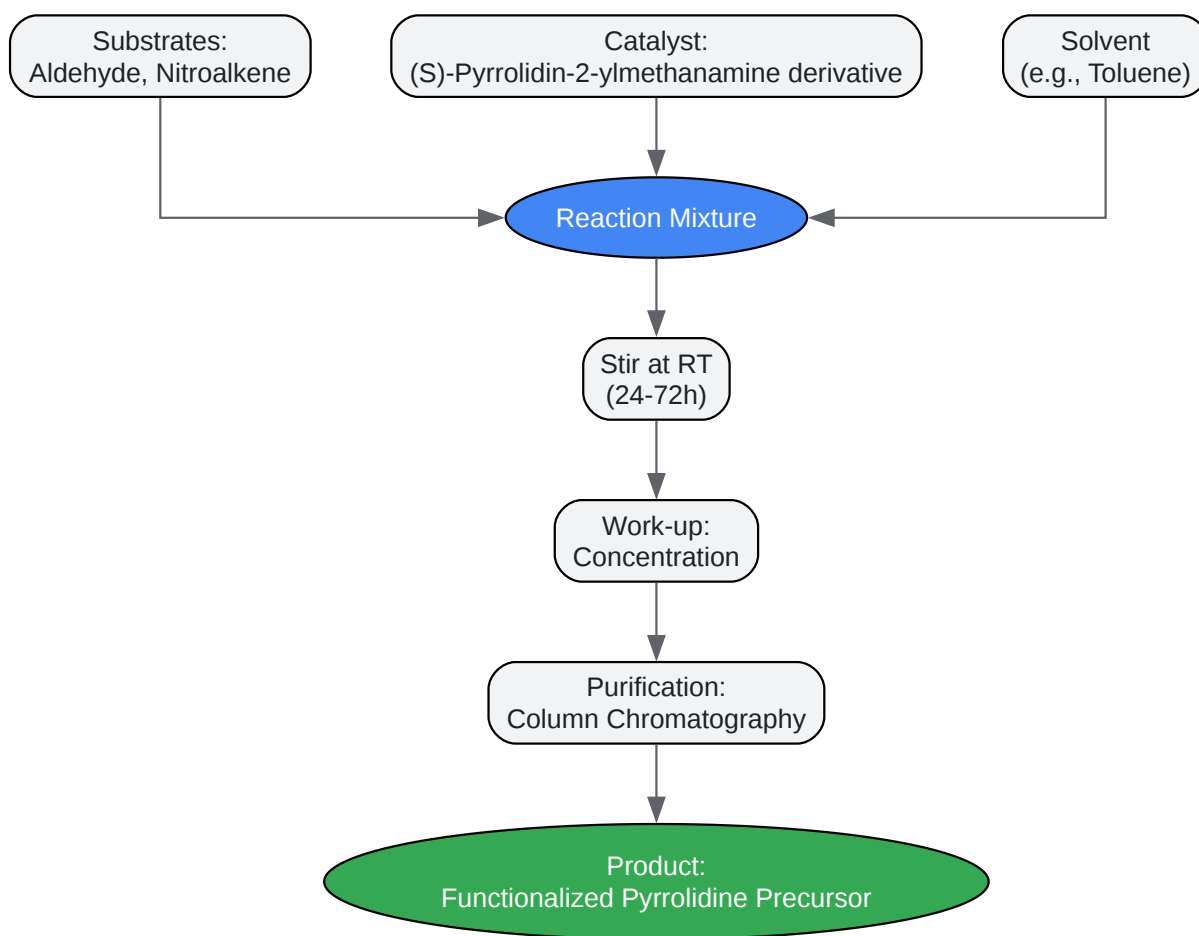 Substrates:
Aldehyde, Nitroalkene
Catalyst:
(S)-Pyrrolidin-2-ylmethanamine derivative
Solvent
(e.g., Toluene)
Reaction Mixture
Stir at RT
(24-72h)
Work-up:
Concentration
Purification:
Column Chromatography
Product:
Functionalized Pyrrolidine Precursor